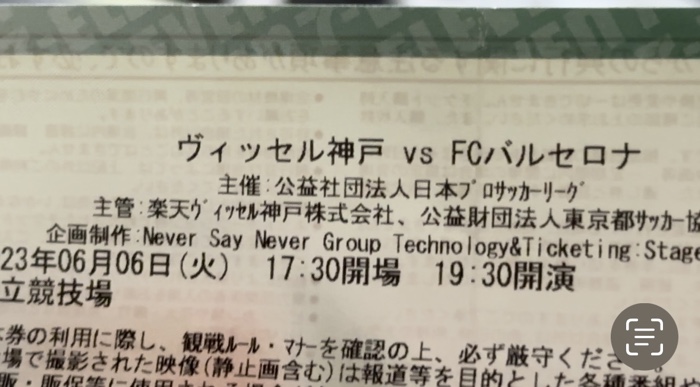 ヴィッセル神戸 vs FCバルセロナ
主催:公益社団法人日本プロサッカーリーグ
主管:楽天ヴィッセル神戸株式会社、公益財団法人東京都サッカー協
企画制作:Never Say Never Group Technology&Ticketing:Stage
23年06月06日(火) 17:30開場 19:30開演
立競技場
券の利用に際し、観戦ルール・マナーを確認の上、必ず厳守くださ
場で撮影された映像(静止画含む)は報道等を目的とした各種番組